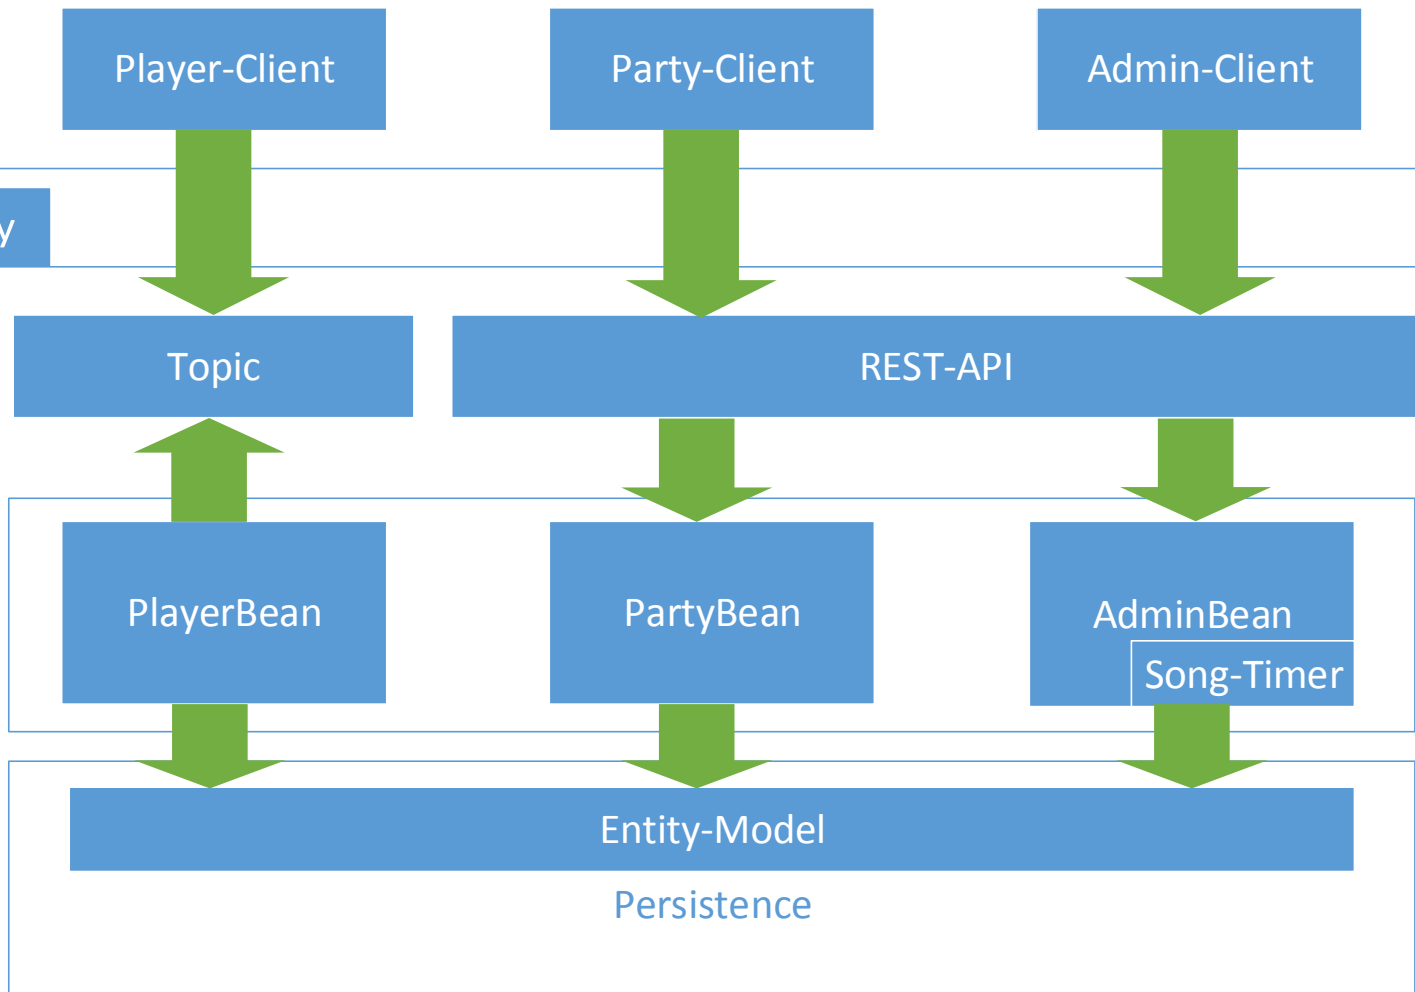 Player-Client
Party-Client
Admin-Client
y
Topic
REST-API
PlayerBean
PartyBean
AdminBean
Song-Timer
Entity-Model
Persistence